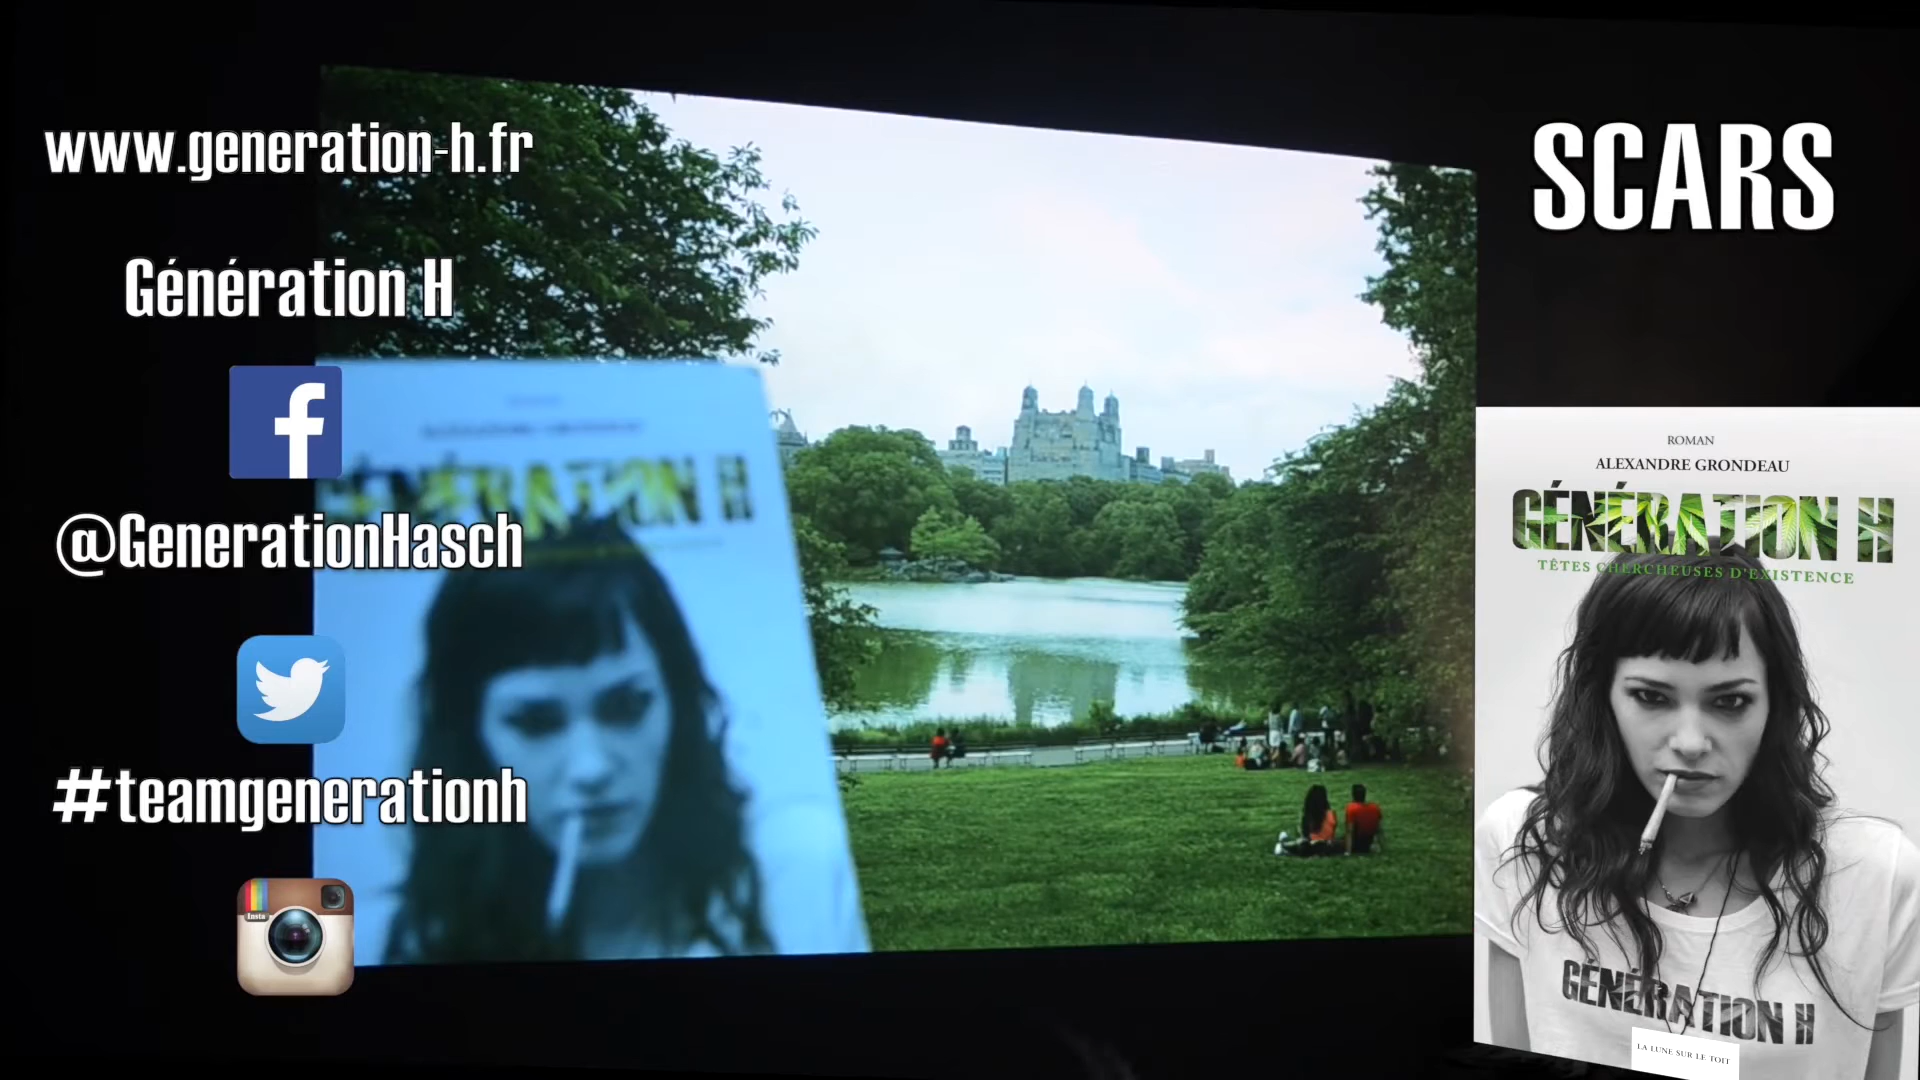 www.generation-h.fr
Génération H
@GenerationHasch
#teamgenerationh
Insta
GÉNÉRATION H
SCARS
ROMAN
ALEXANDRE GRONDEAU
GÉNÉRATION H
TÊTES CHERCHEUSES D'EXISTENCE
GÉNÉRATION H
LA LUNE SUR LE TOIT